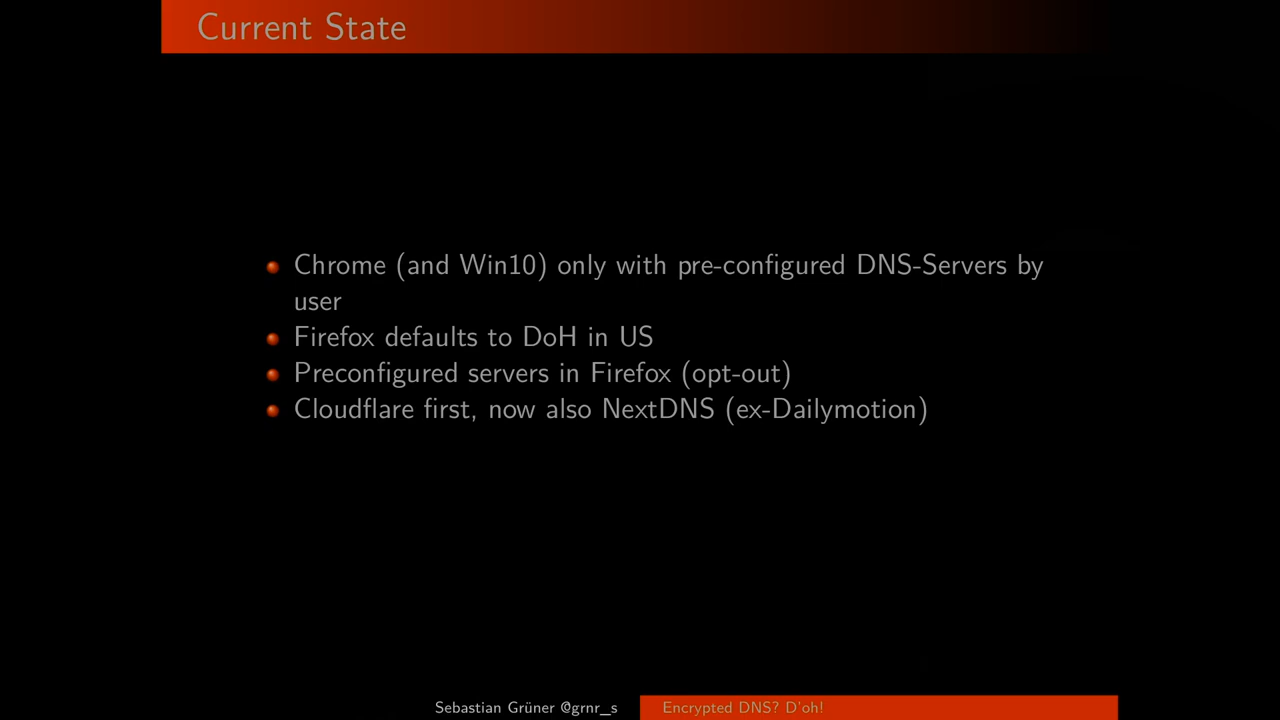 Current State
Chrome (and Win10) only with pre-configured DNS-Servers by
user
Firefox defaults to DoH in US
Preconfigured servers in Firefox (opt-out)
Cloudflare first, now also NextDNS (ex-Dailymotion)
Sebastian Grüner @grnr_s
Encrypted DNS? D'oh!